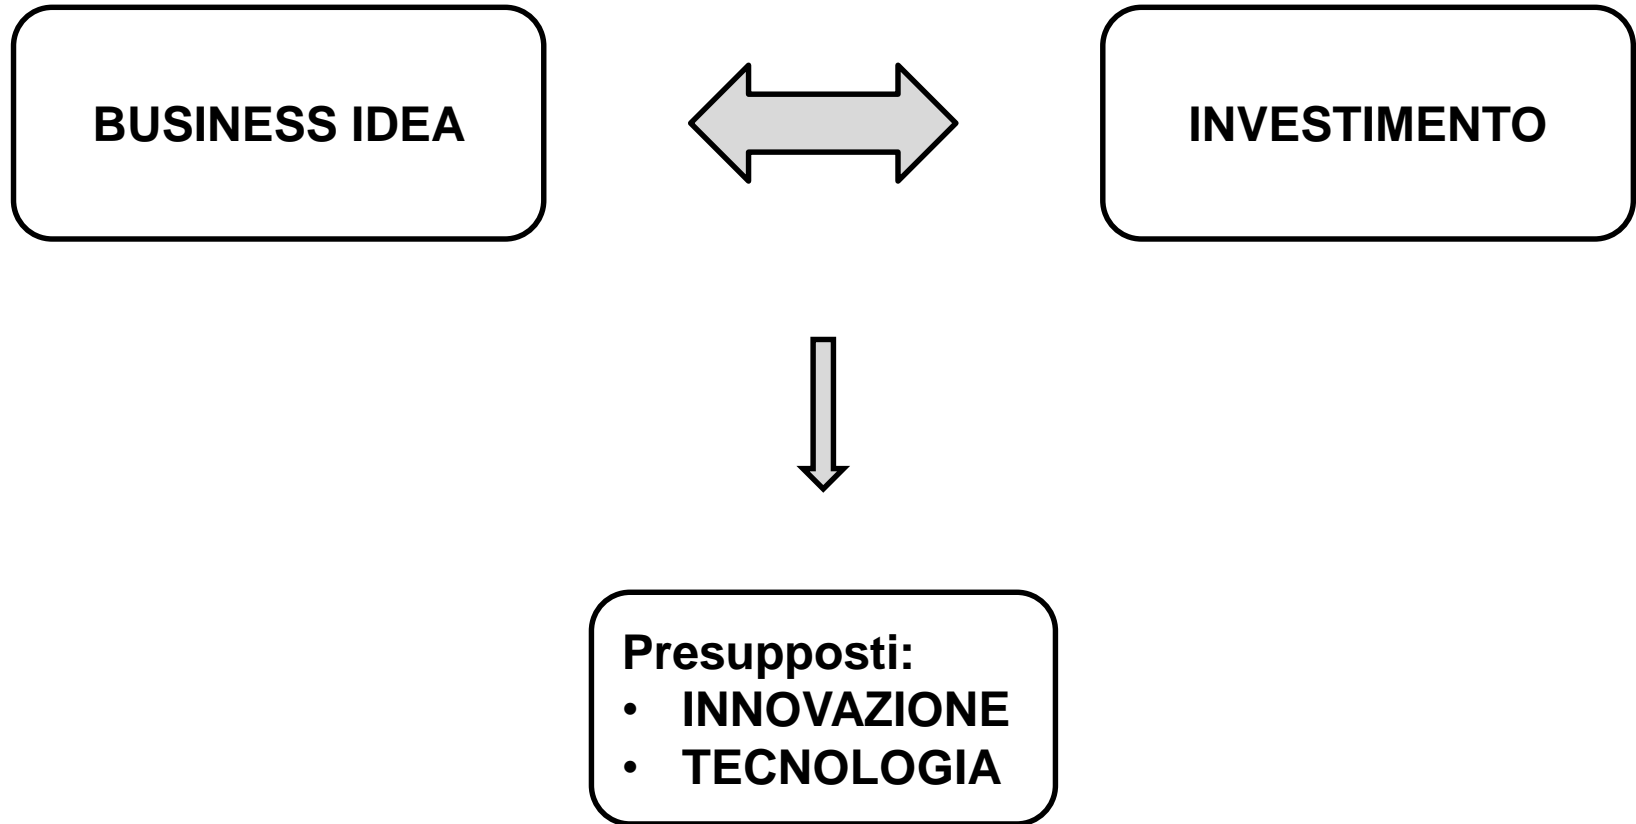 BUSINESS IDEA
INVESTIMENTO
Presupposti:
• INNOVAZIONE
• TECNOLOGIA